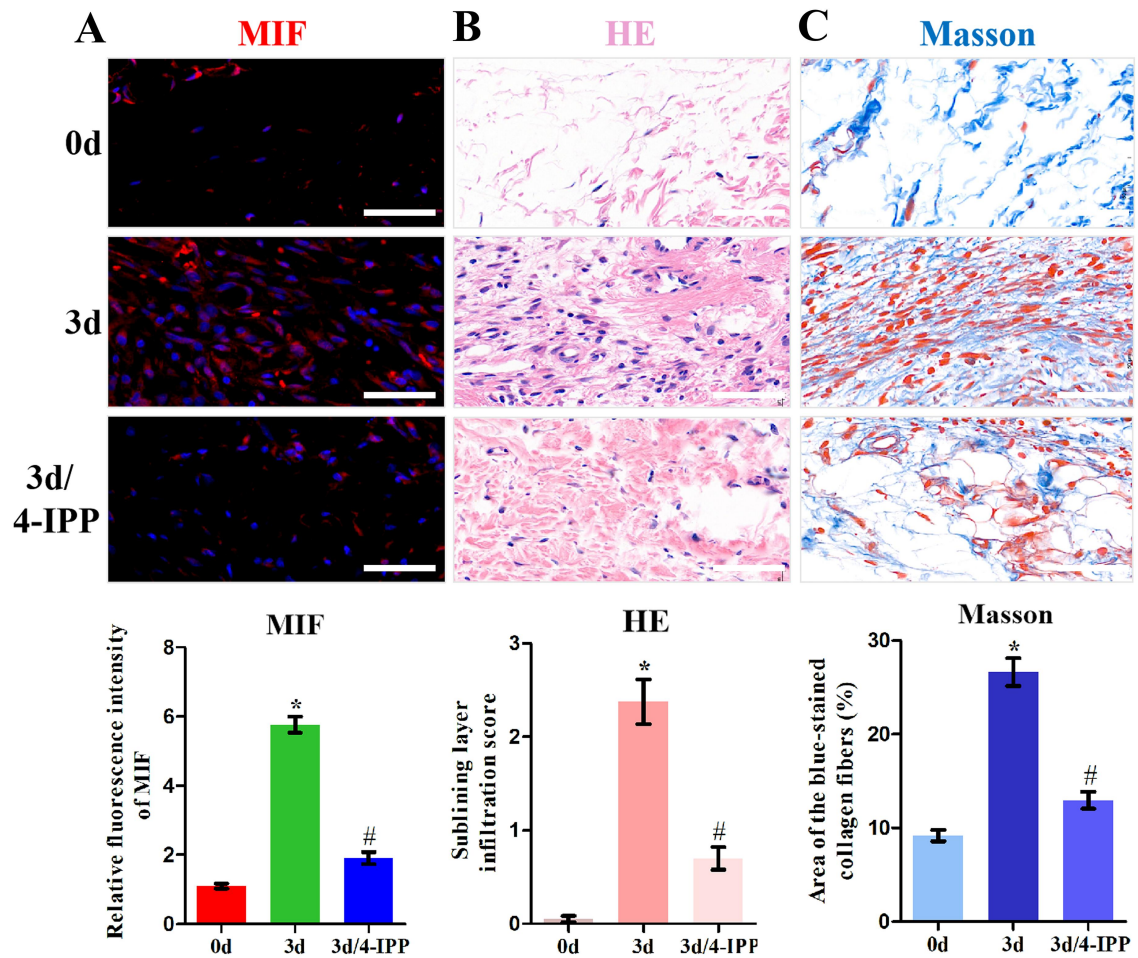 A MIF B HE C Masson
0d
3d
3d/
4-IPP
MIF
Relative fluorescence intensity
of MIF
8
6
4
2
0
*
#
0d 3d 3d/4-IPP
HE
Sublining layer
infiltration score
3
2
1
0
*
#
0d 3d 3d/4-IPP
Masson
Area of the blue-stained
collagen fibers (%)
30
20
10
0
*
#
0d 3d 3d/4-IPP